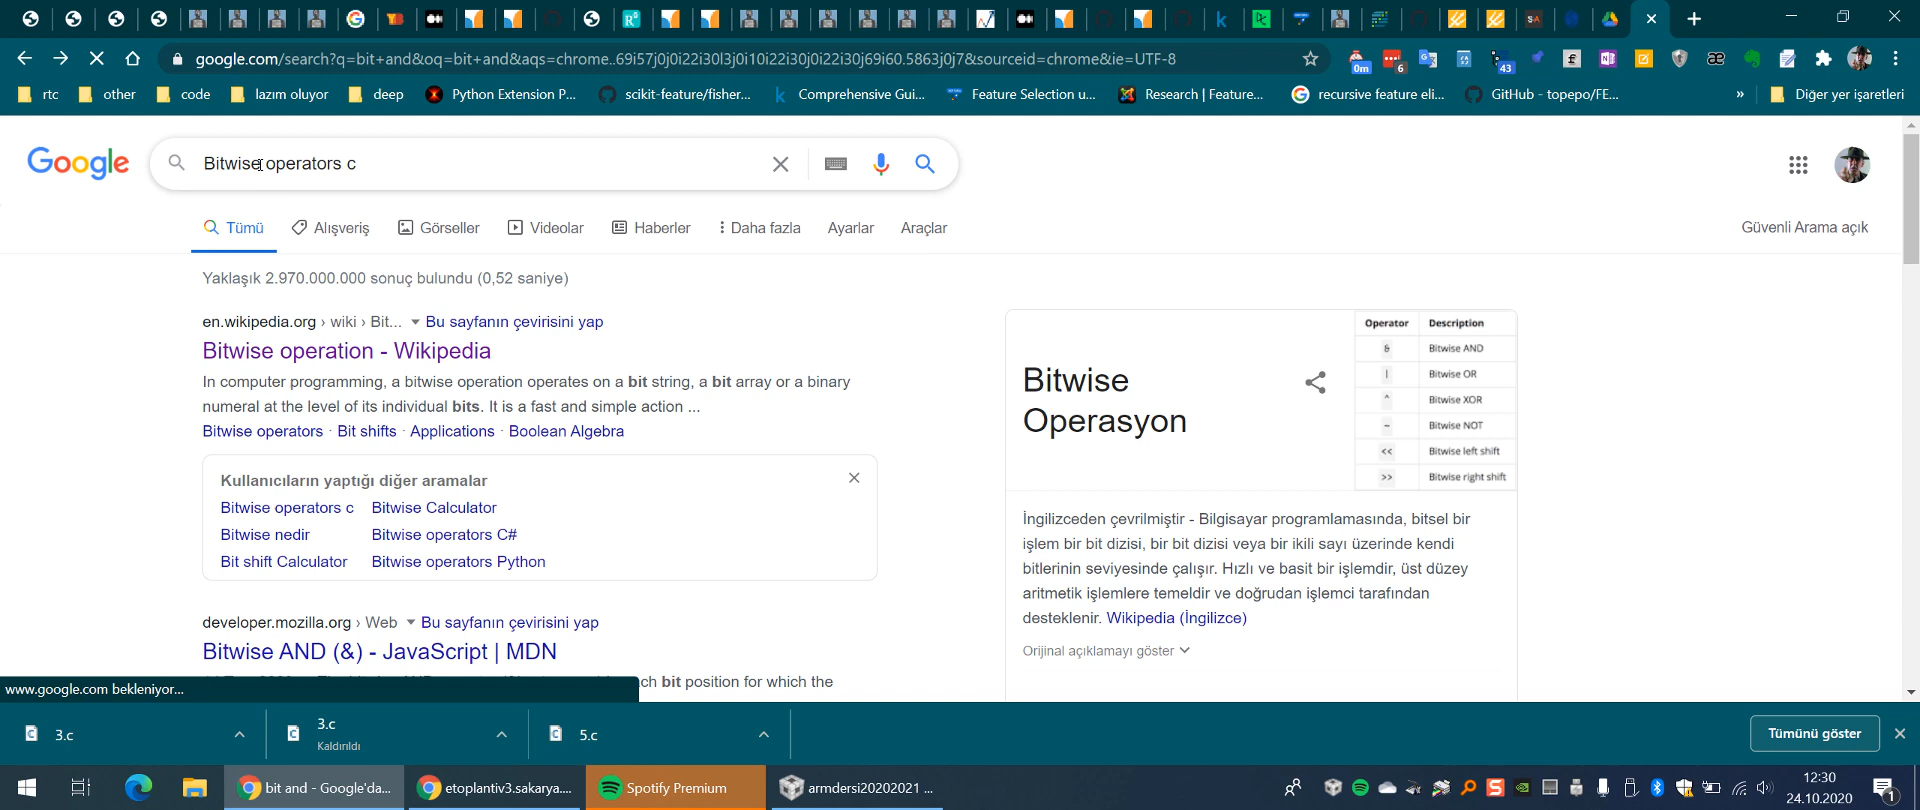 google.com/search?q=bit+and&oq=bit+and&aqs=chrome..69i57j0j0i22i30l3j0i10i22i30j0i22i30j69i60.5863j0j7&sourceid=chrome&ie=UTF-8
0m
6
43
rtc
other
code
lazım oluyor
deep
Python Extension P...
scikit-feature/fisher...
Comprehensive Gui...
Feature Selection u...
Research | Feature...
recursive feature eli...
GitHub - topepo/FE...
»
Diğer yer işaretleri
Google
Bitwise operators c
Tümü
Alışveriş
Görseller
Videolar
Haberler
Daha fazla
Ayarlar
Araçlar
Güvenli Arama açık
Yaklaşık 2.970.000.000 sonuç bulundu (0,52 saniye)
en.wikipedia.org › wiki › Bit... Bu sayfanın çevirisini yap
Bitwise operation - Wikipedia
In computer programming, a bitwise operation operates on a bit string, a bit array or a binary
numeral at the level of its individual bits. It is a fast and simple action ...
Bitwise operators · Bit shifts · Applications · Boolean Algebra
Kullanıcıların yaptığı diğer aramalar
Bitwise operators c Bitwise Calculator
Bitwise nedir Bitwise operators C#
Bit shift Calculator Bitwise operators Python
developer.mozilla.org › Web Bu sayfanın çevirisini yap
Bitwise AND (&) - JavaScript | MDN
ch bit position for which the
Bitwise
Operasyon
Operator Description
& Bitwise AND
| Bitwise OR
^ Bitwise XOR
~ Bitwise NOT
<< Bitwise left shift
>> Bitwise right shift
İngilizceden çevrilmiştir - Bilgisayar programlamasında, bitsel bir
işlem bir bit dizisi, bir bit dizisi veya bir ikili sayı üzerinde kendi
bitlerinin seviyesinde çalışır. Hızlı ve basit bir işlemdir, üst düzey
aritmetik işlemlere temeldir ve doğrudan işlemci tarafından
desteklenir. Wikipedia (İngilizce)
Orijinal açıklamayı göster
www.google.com bekleniyor...
3.c
3.c
Kaldırıldı
5.c
Tümünü göster
bit and - Google'da...
etoplantiv3.sakarya....
Spotify Premium
armdersi20202021 ...
12:30
24.10.2020
1